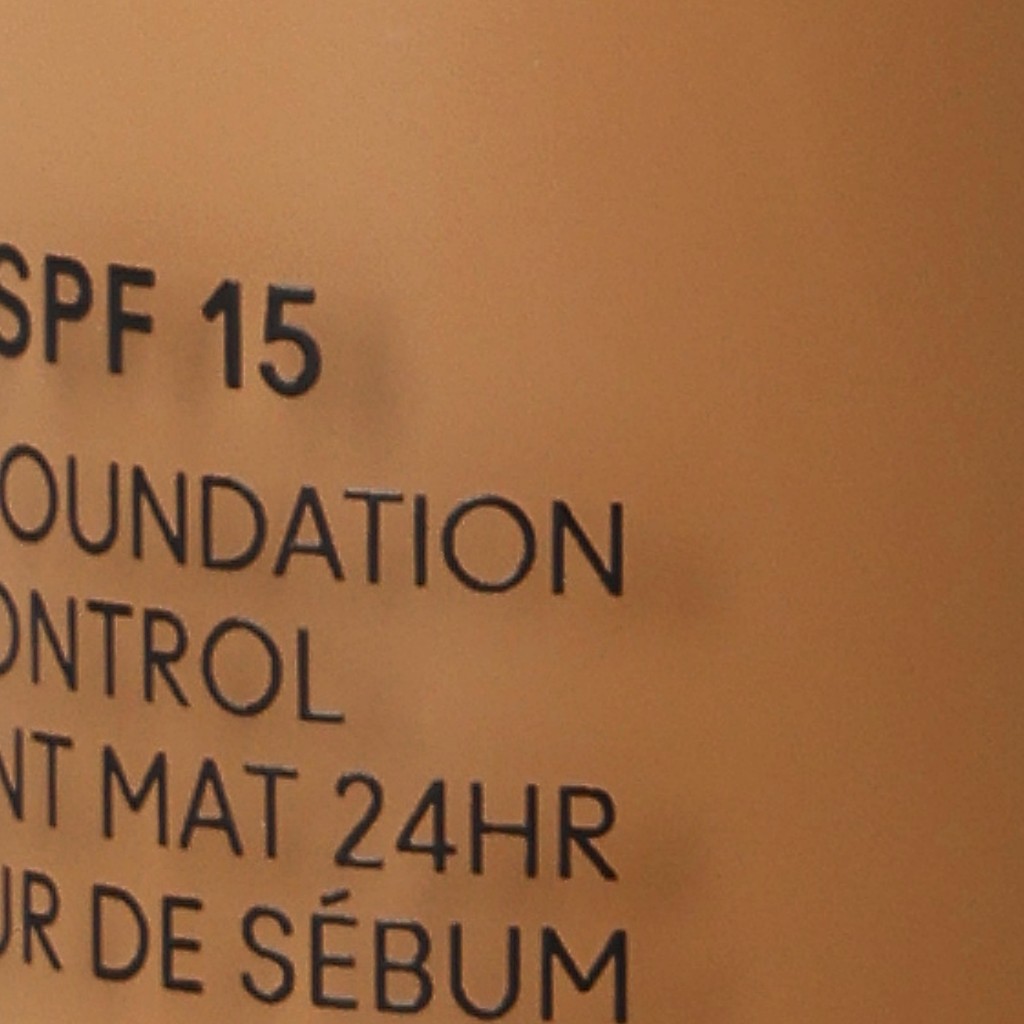 SPF 15
OUNDATION
ONTROL
NT MAT 24HR
UR DE SÉBUM